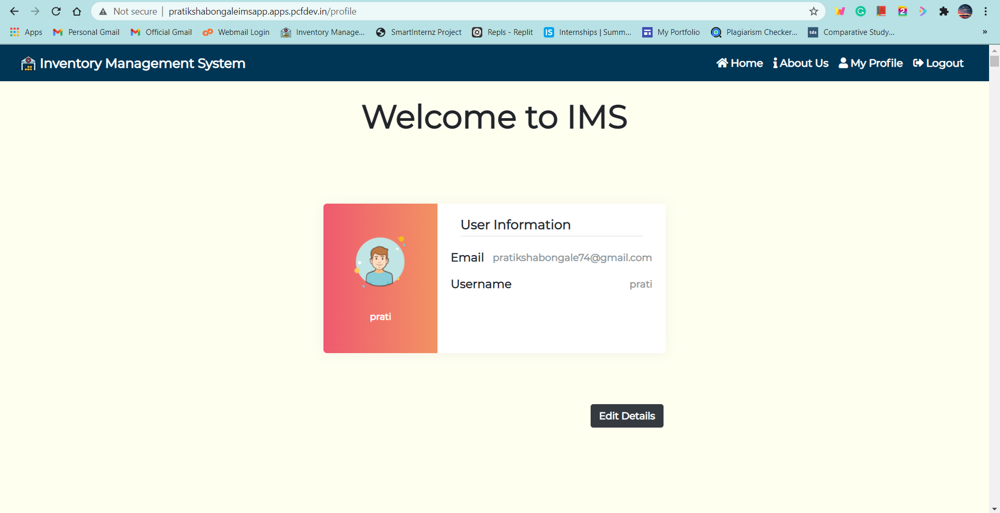 Not secure | pratikshabongaleimsapp.apps.pcfdev.in/profile
Apps Personal Gmail Official Gmail Webmail Login Inventory Manage... SmartInternz Project Repls - Replit Internships | Summ... My Portfolio Plagiarism Checker... Comparative Study... »
Inventory Management System Home About Us My Profile Logout
Welcome to IMS
User Information
Email pratikshabongale74@gmail.com
Username prati
prati
Edit Details